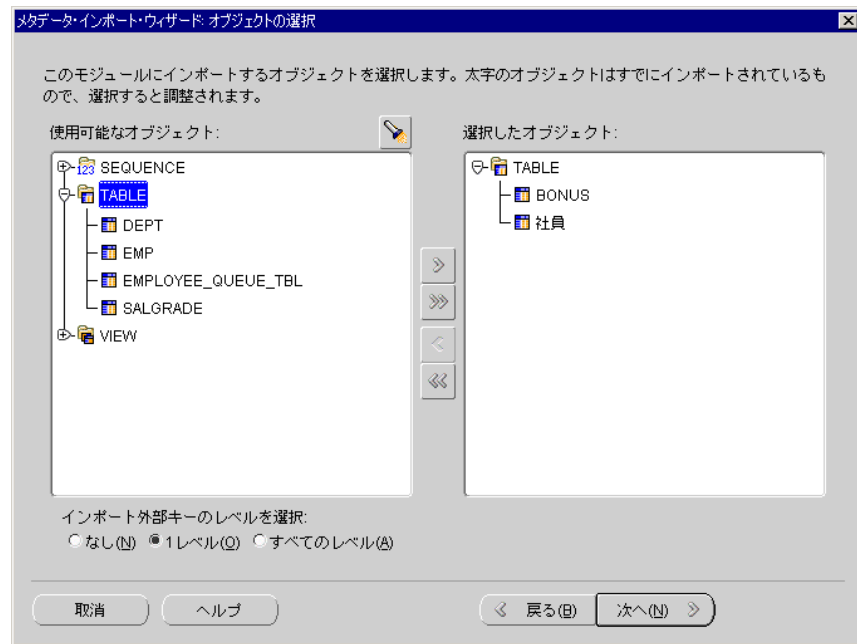 メタデータ・インポート・ウィザード: オブジェクトの選択
このモジュールにインポートするオブジェクトを選択します。太字のオブジェクトはすでにインポートされているも
ので、選択すると調整されます。
使用可能なオブジェクト:
選択したオブジェクト:
123 SEQUENCE
TABLE
DEPT
EMP
EMPLOYEE_QUEUE_TBL
SALGRADE
VIEW
TABLE
BONUS
社員
インポート外部キーのレベルを選択:
なし(N) 1レベル(O) すべてのレベル(A)
取消 ヘルプ 戻る(B) 次へ(N)